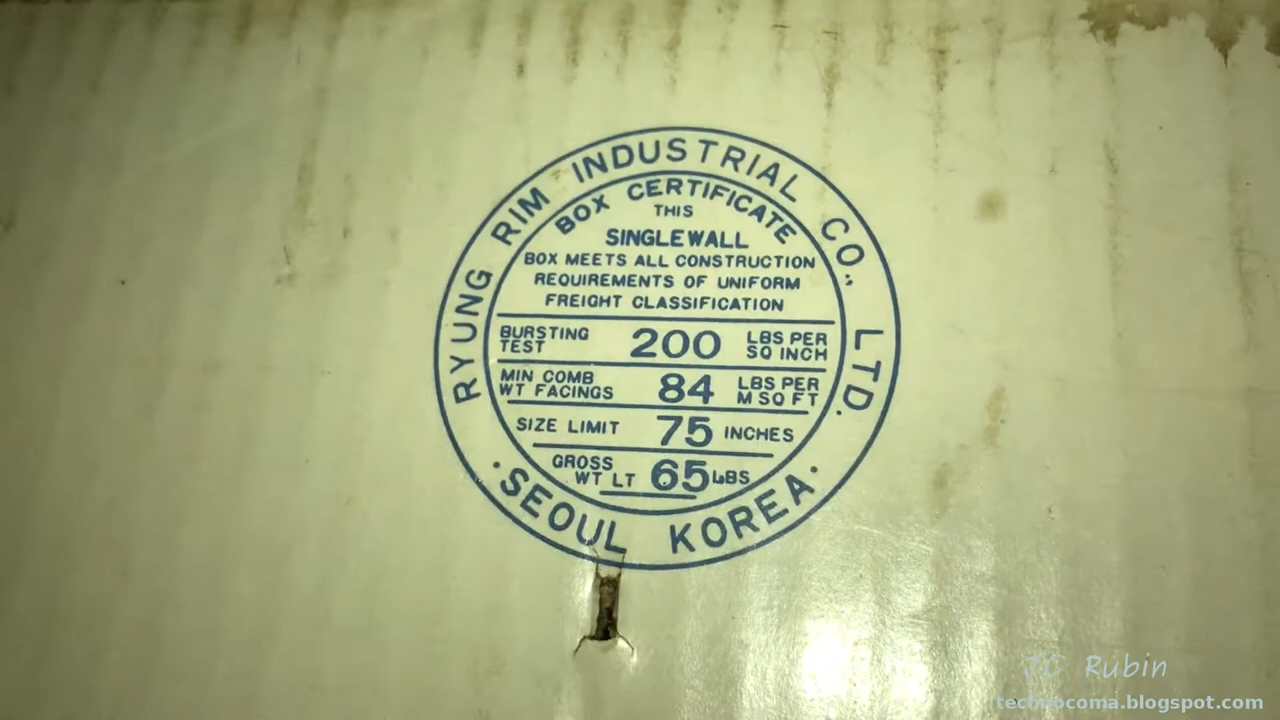 RYUNG RIM INDUSTRIAL CO., LTD.
BOX CERTIFICATE
THIS
SINGLEWALL
BOX MEETS ALL CONSTRUCTION
REQUIREMENTS OF UNIFORM
FREIGHT CLASSIFICATION
BURSTING TEST 200 LBS PER SQ INCH
MIN COMB WT FACINGS 84 LBS PER M SQ FT
SIZE LIMIT 75 INCHES
GROSS WT LT 65 LBS
· SEOUL KOREA ·
JC Rubin
technocoma.blogspot.com